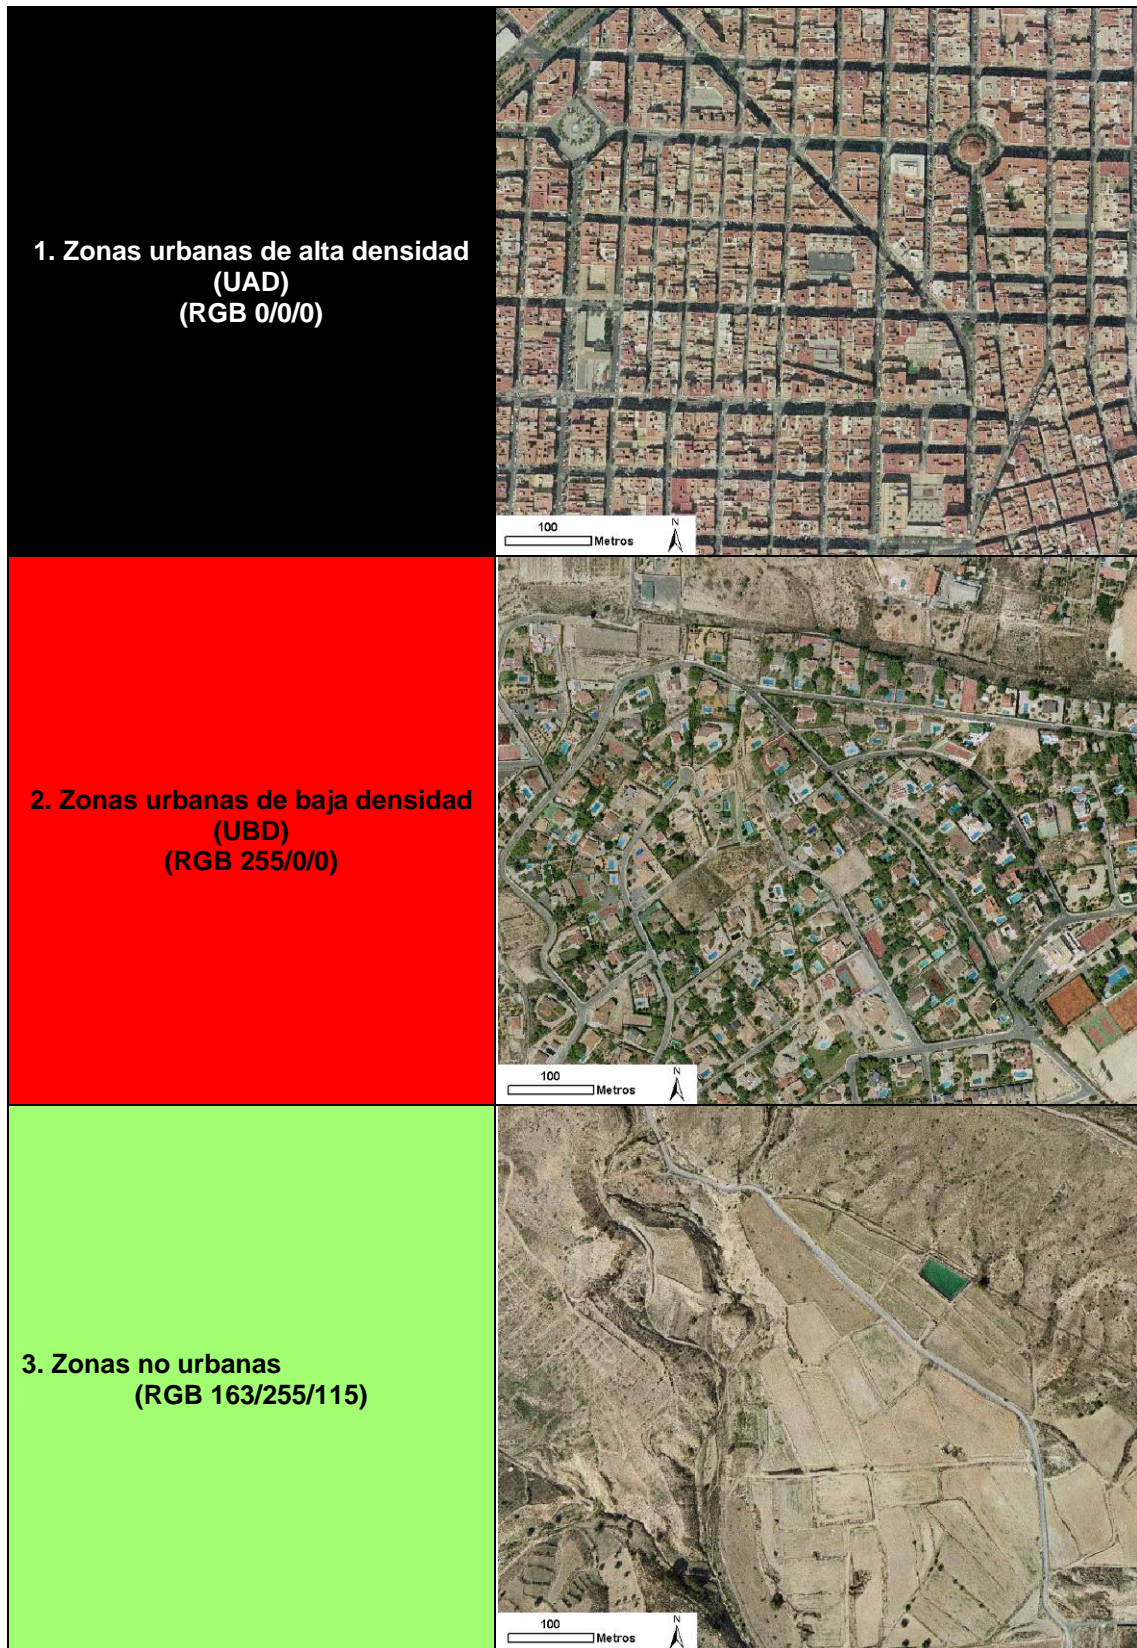 1. Zonas urbanas de alta densidad
(UAD)
(RGB 0/0/0)
100
Metros
N
2. Zonas urbanas de baja densidad
(UBD)
(RGB 255/0/0)
100
Metros
N
3. Zonas no urbanas
(RGB 163/255/115)
100
Metros
N